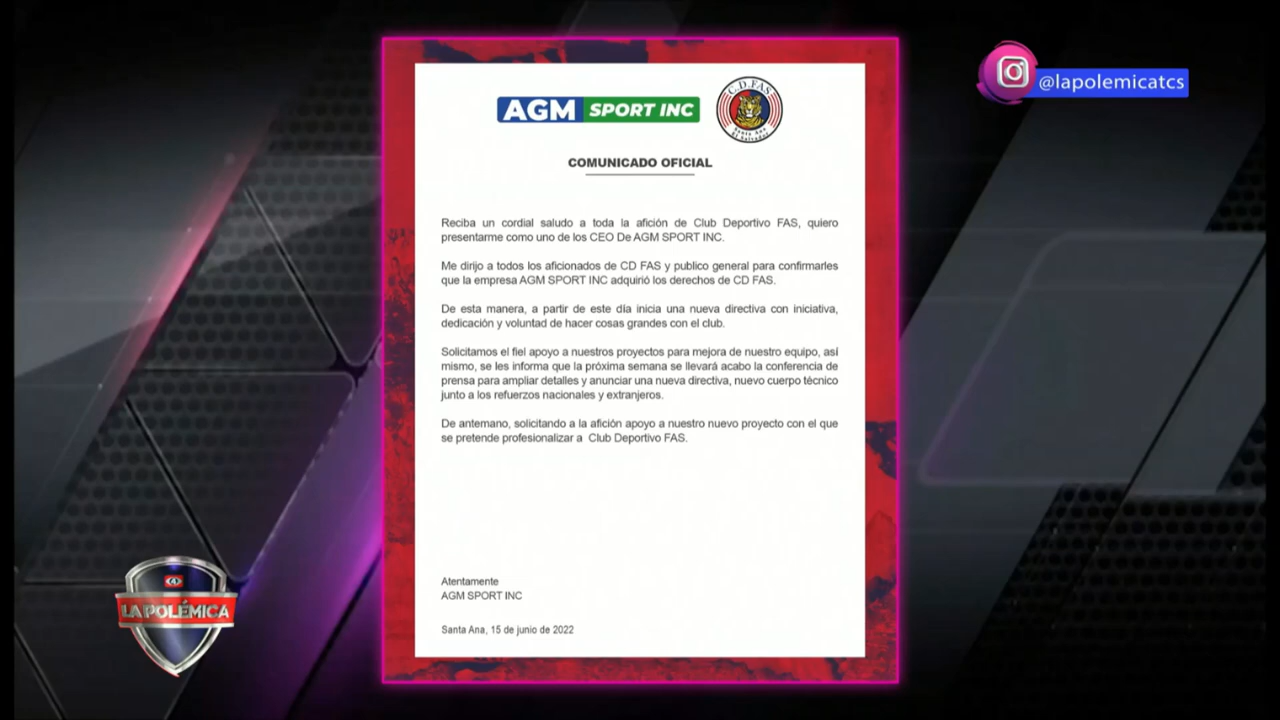 @lapolemicatcs
AGM SPORT INC
C.D. FAS
Santa Ana
El Salvador
COMUNICADO OFICIAL
Reciba un cordial saludo a toda la afición de Club Deportivo FAS, quiero
presentarme como uno de los CEO De AGM SPORT INC.
Me dirijo a todos los aficionados de CD FAS y publico general para confirmarles
que la empresa AGM SPORT INC adquirió los derechos de CD FAS.
De esta manera, a partir de este día inicia una nueva directiva con iniciativa,
dedicación y voluntad de hacer cosas grandes con el club.
Solicitamos el fiel apoyo a nuestros proyectos para mejora de nuestro equipo, así
mismo, se les informa que la próxima semana se llevará acabo la conferencia de
prensa para ampliar detalles y anunciar una nueva directiva, nuevo cuerpo técnico
junto a los refuerzos nacionales y extranjeros.
De antemano, solicitando a la afición apoyo a nuestro nuevo proyecto con el que
se pretende profesionalizar a Club Deportivo FAS.
Atentamente
AGM SPORT INC
Santa Ana, 15 de junio de 2022
4
LA POLÉMICA